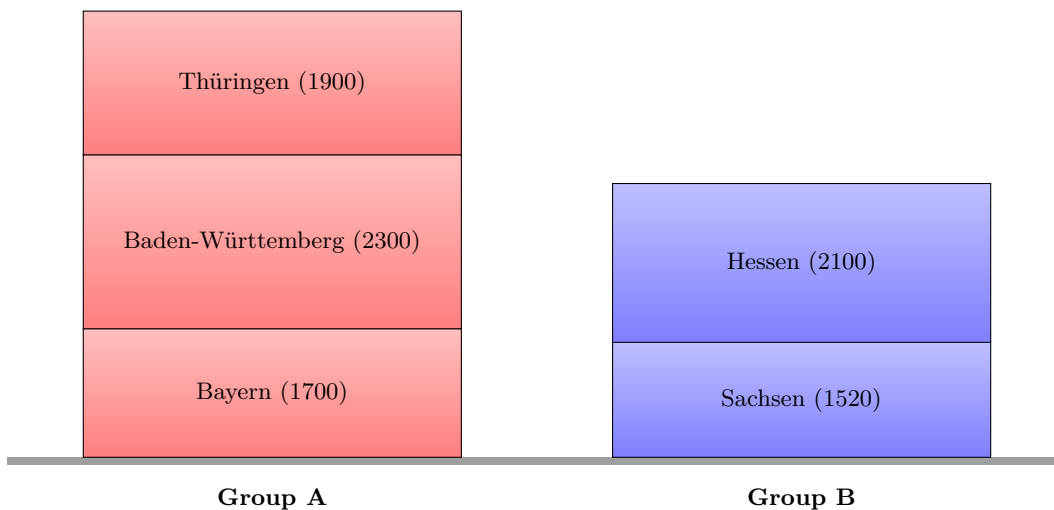 Thüringen (1900)
Baden-Württemberg (2300)
Bayern (1700)
Hessen (2100)
Sachsen (1520)
Group A
Group B